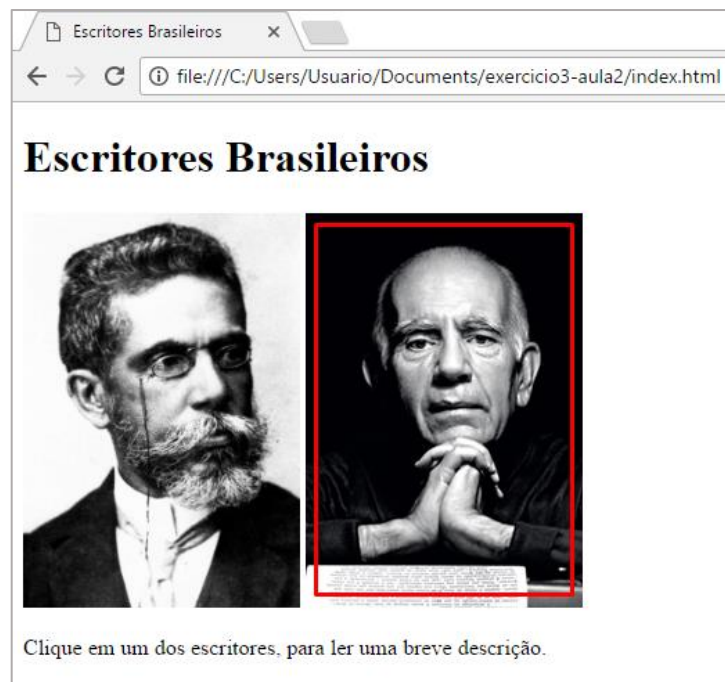 Escritores Brasileiros
file:///C:/Users/Usuario/Documents/exercicio3-aula2/index.html
Escritores Brasileiros
Clique em um dos escritores, para ler uma breve descrição.